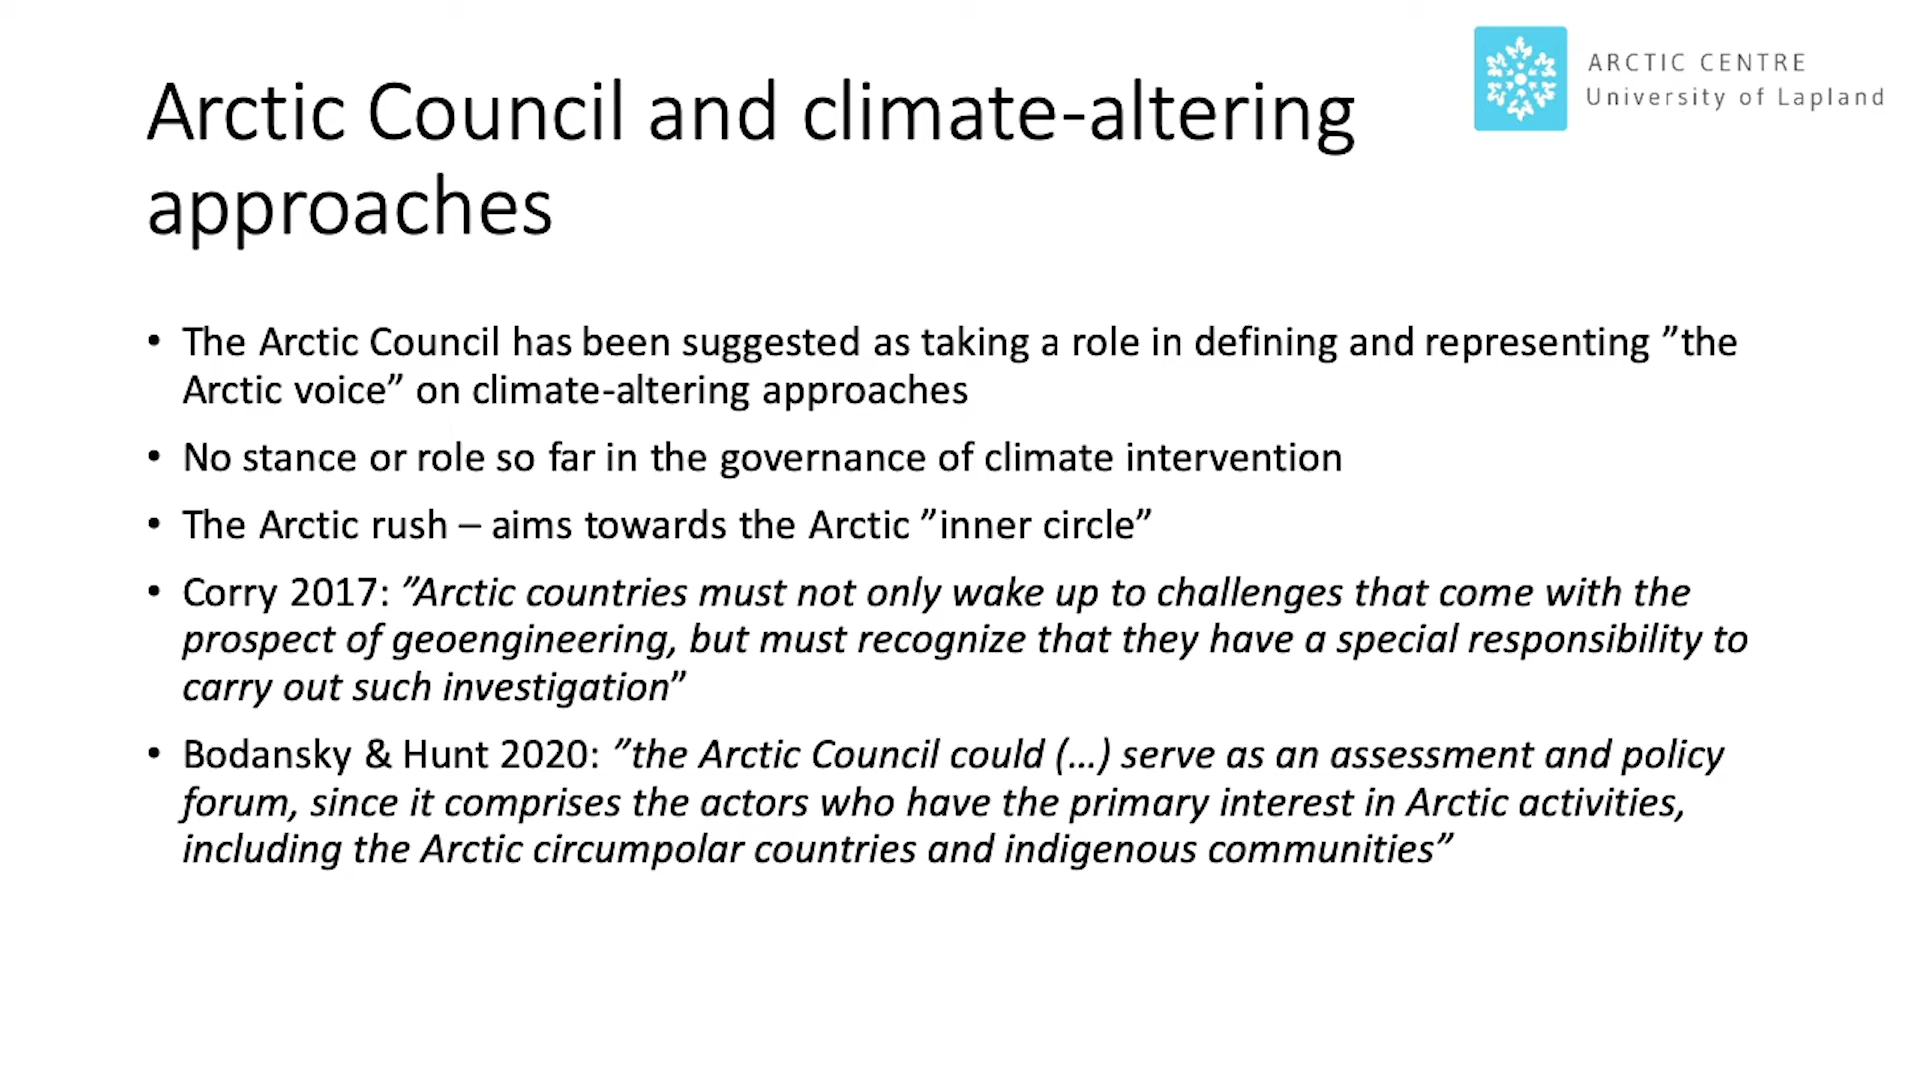 ARCTIC CENTRE
University of Lapland
Arctic Council and climate-altering
approaches
• The Arctic Council has been suggested as taking a role in defining and representing ”the
Arctic voice” on climate-altering approaches
• No stance or role so far in the governance of climate intervention
• The Arctic rush – aims towards the Arctic ”inner circle”
• Corry 2017: ”Arctic countries must not only wake up to challenges that come with the
prospect of geoengineering, but must recognize that they have a special responsibility to
carry out such investigation”
• Bodansky & Hunt 2020: ”the Arctic Council could (…) serve as an assessment and policy
forum, since it comprises the actors who have the primary interest in Arctic activities,
including the Arctic circumpolar countries and indigenous communities”